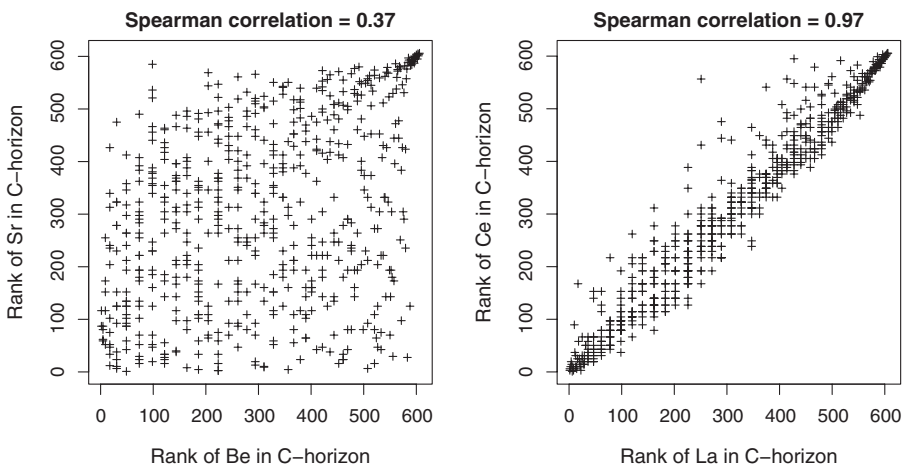 Spearman correlation = 0.37
Rank of Sr in C−horizon
600
500
400
300
200
100
0
0 100 200 300 400 500 600
Rank of Be in C−horizon
Spearman correlation = 0.97
Rank of Ce in C−horizon
600
500
400
300
200
100
0
0 100 200 300 400 500 600
Rank of La in C−horizon